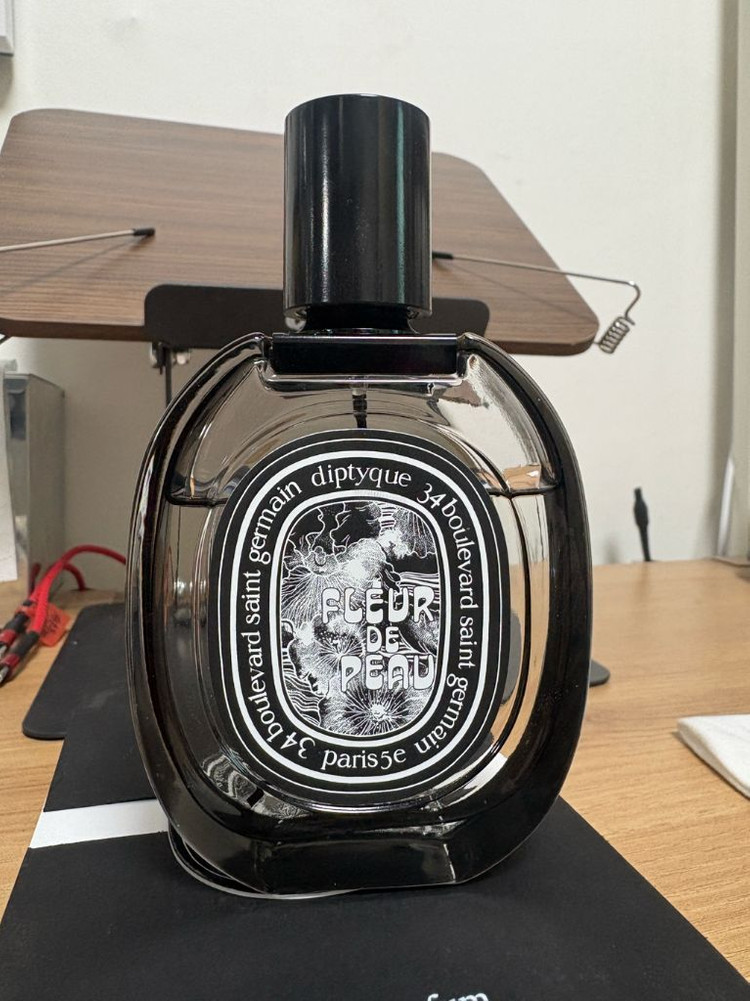 diptyque 34 boulevard saint germain paris 5e 34 boulevard saint germain
FLEUR
DE
PEAU